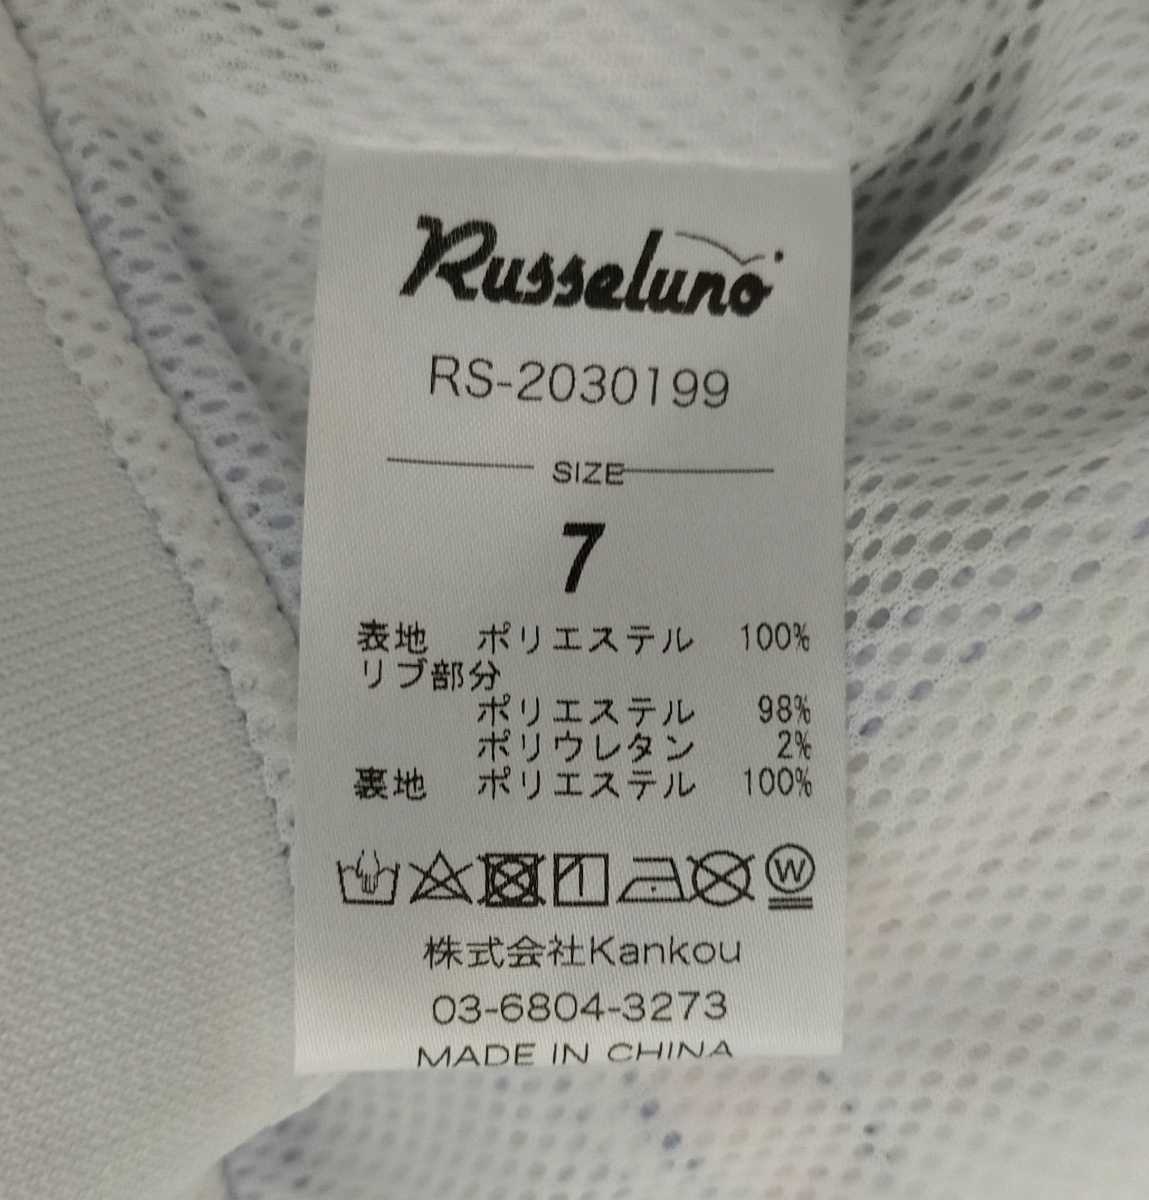 Russeluno
RS-2030199
SIZE
7
表地 ポリエステル 100%
リブ部分
ポリエステル 98%
ポリウレタン 2%
裏地 ポリエステル 100%
W
株式会社Kankou
03-6804-3273
MADE IN CHINA